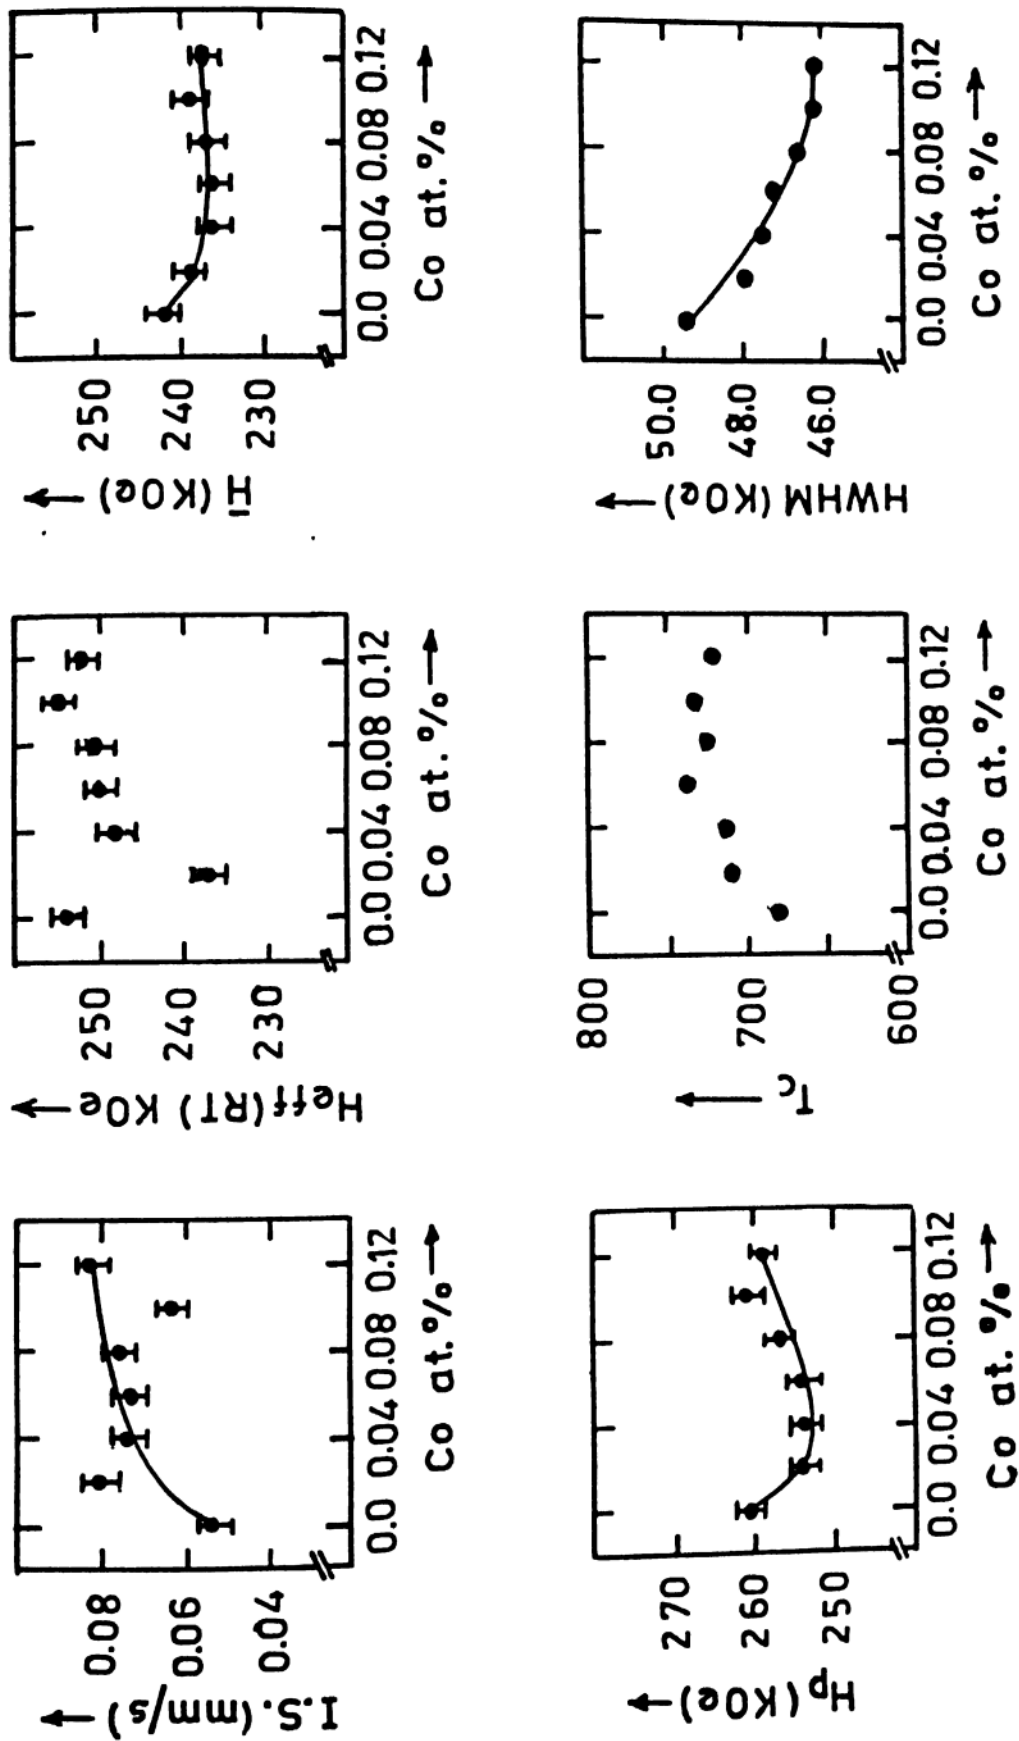 I.S.(mm/s) →
0.08
0.06
0.04
0.0 0.04 0.08 0.12
Co at.% →
Heff(RT) KOe →
250
240
230
0.0 0.04 0.08 0.12
Co at.% →
H̅ (KOe) →
250
240
230
0.0 0.04 0.08 0.12
Co at.% →
Hp (KOe) →
270
260
250
0.0 0.04 0.08 0.12
Co at. % →
Tc →
800
700
600
0.0 0.04 0.08 0.12
Co at.% →
HWHM (KOe) →
50.0
48.0
46.0
0.0 0.04 0.08 0.12
Co at.% →